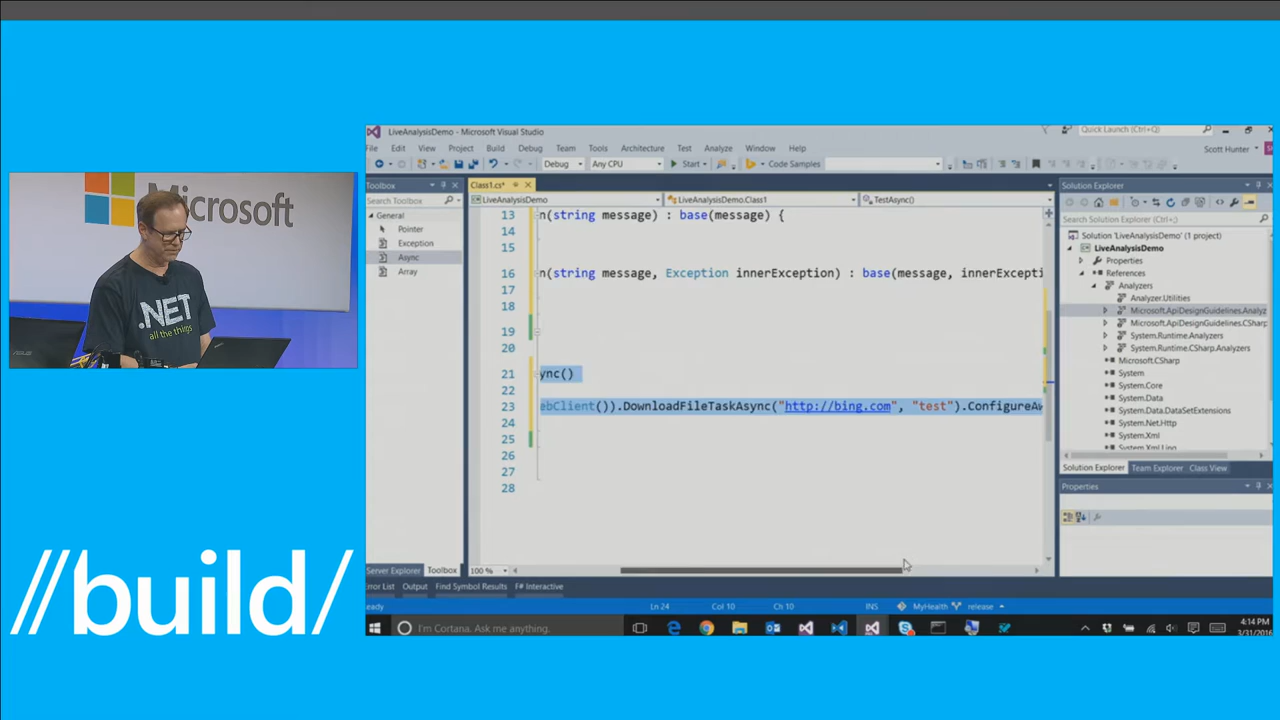 Microsoft
.NET
all the things
ASUS
//build/
LiveAnalysisDemo - Microsoft Visual Studio
Quick Launch (Ctrl+Q)
File Edit View Project Build Debug Team Tools Architecture Test Analyze Window Help
Scott Hunter
Debug Any CPU Start Code Samples
Toolbox
Search Toolbox
General
Pointer
Exception
Async
Array
Server Explorer Toolbox
Class1.cs*
LiveAnalysisDemo LiveAnalysisDemo.Class1 TestAsync()
13 n(string message) : base(message) {
14
15
16 n(string message, Exception innerException) : base(message, innerExcepti
17
18
19
20
21 ync()
22
23 ebClient()).DownloadFileTaskAsync("http://bing.com", "test").ConfigureAw
24
25
26
27
28
100 %
Solution Explorer
Search Solution Explorer (Ctrl+;)
Solution 'LiveAnalysisDemo' (1 project)
LiveAnalysisDemo
Properties
References
Analyzers
Analyzer.Utilities
Microsoft.ApiDesignGuidelines.Analyz
Microsoft.ApiDesignGuidelines.CSharp
System.Runtime.Analyzers
System.Runtime.CSharp.Analyzers
Microsoft.CSharp
System
System.Core
System.Data
System.Data.DataSetExtensions
System.Net.Http
System.Xml
System.Xml.Linq
Solution Explorer Team Explorer Class View
Properties
Error List Output Find Symbol Results F# Interactive
Ready Ln 24 Col 10 Ch 10 INS MyHealth release
I'm Cortana. Ask me anything.
4:14 PM
3/31/2016